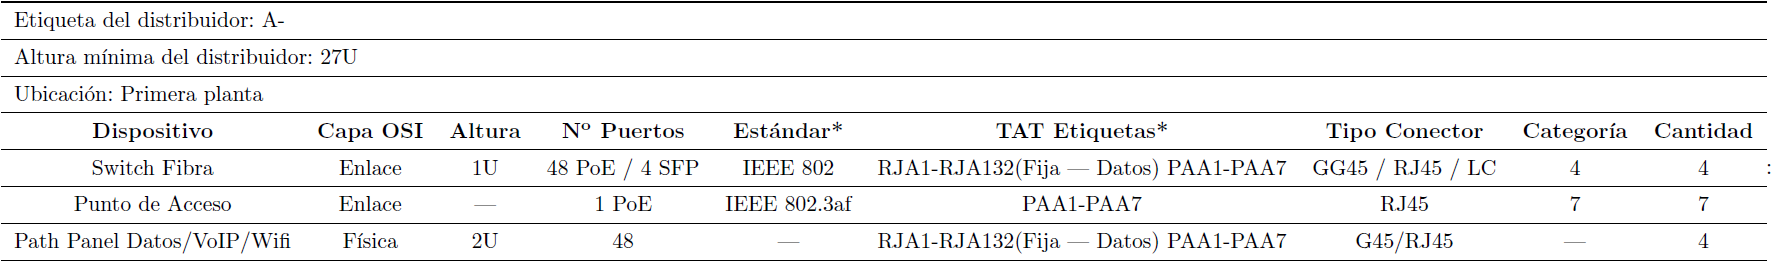 Etiqueta del distribuidor: A-
Altura mínima del distribuidor: 27U
Ubicación: Primera planta
Dispositivo Capa OSI Altura Nº Puertos Estándar* TAT Etiquetas* Tipo Conector Categoría Cantidad
Switch Fibra Enlace 1U 48 PoE / 4 SFP IEEE 802 RJA1-RJA132(Fija — Datos) PAA1-PAA7 GG45 / RJ45 / LC 4 4 :
Punto de Acceso Enlace — 1 PoE IEEE 802.3af PAA1-PAA7 RJ45 7 7
Path Panel Datos/VoIP/Wifi Física 2U 48 — RJA1-RJA132(Fija — Datos) PAA1-PAA7 G45/RJ45 — 4